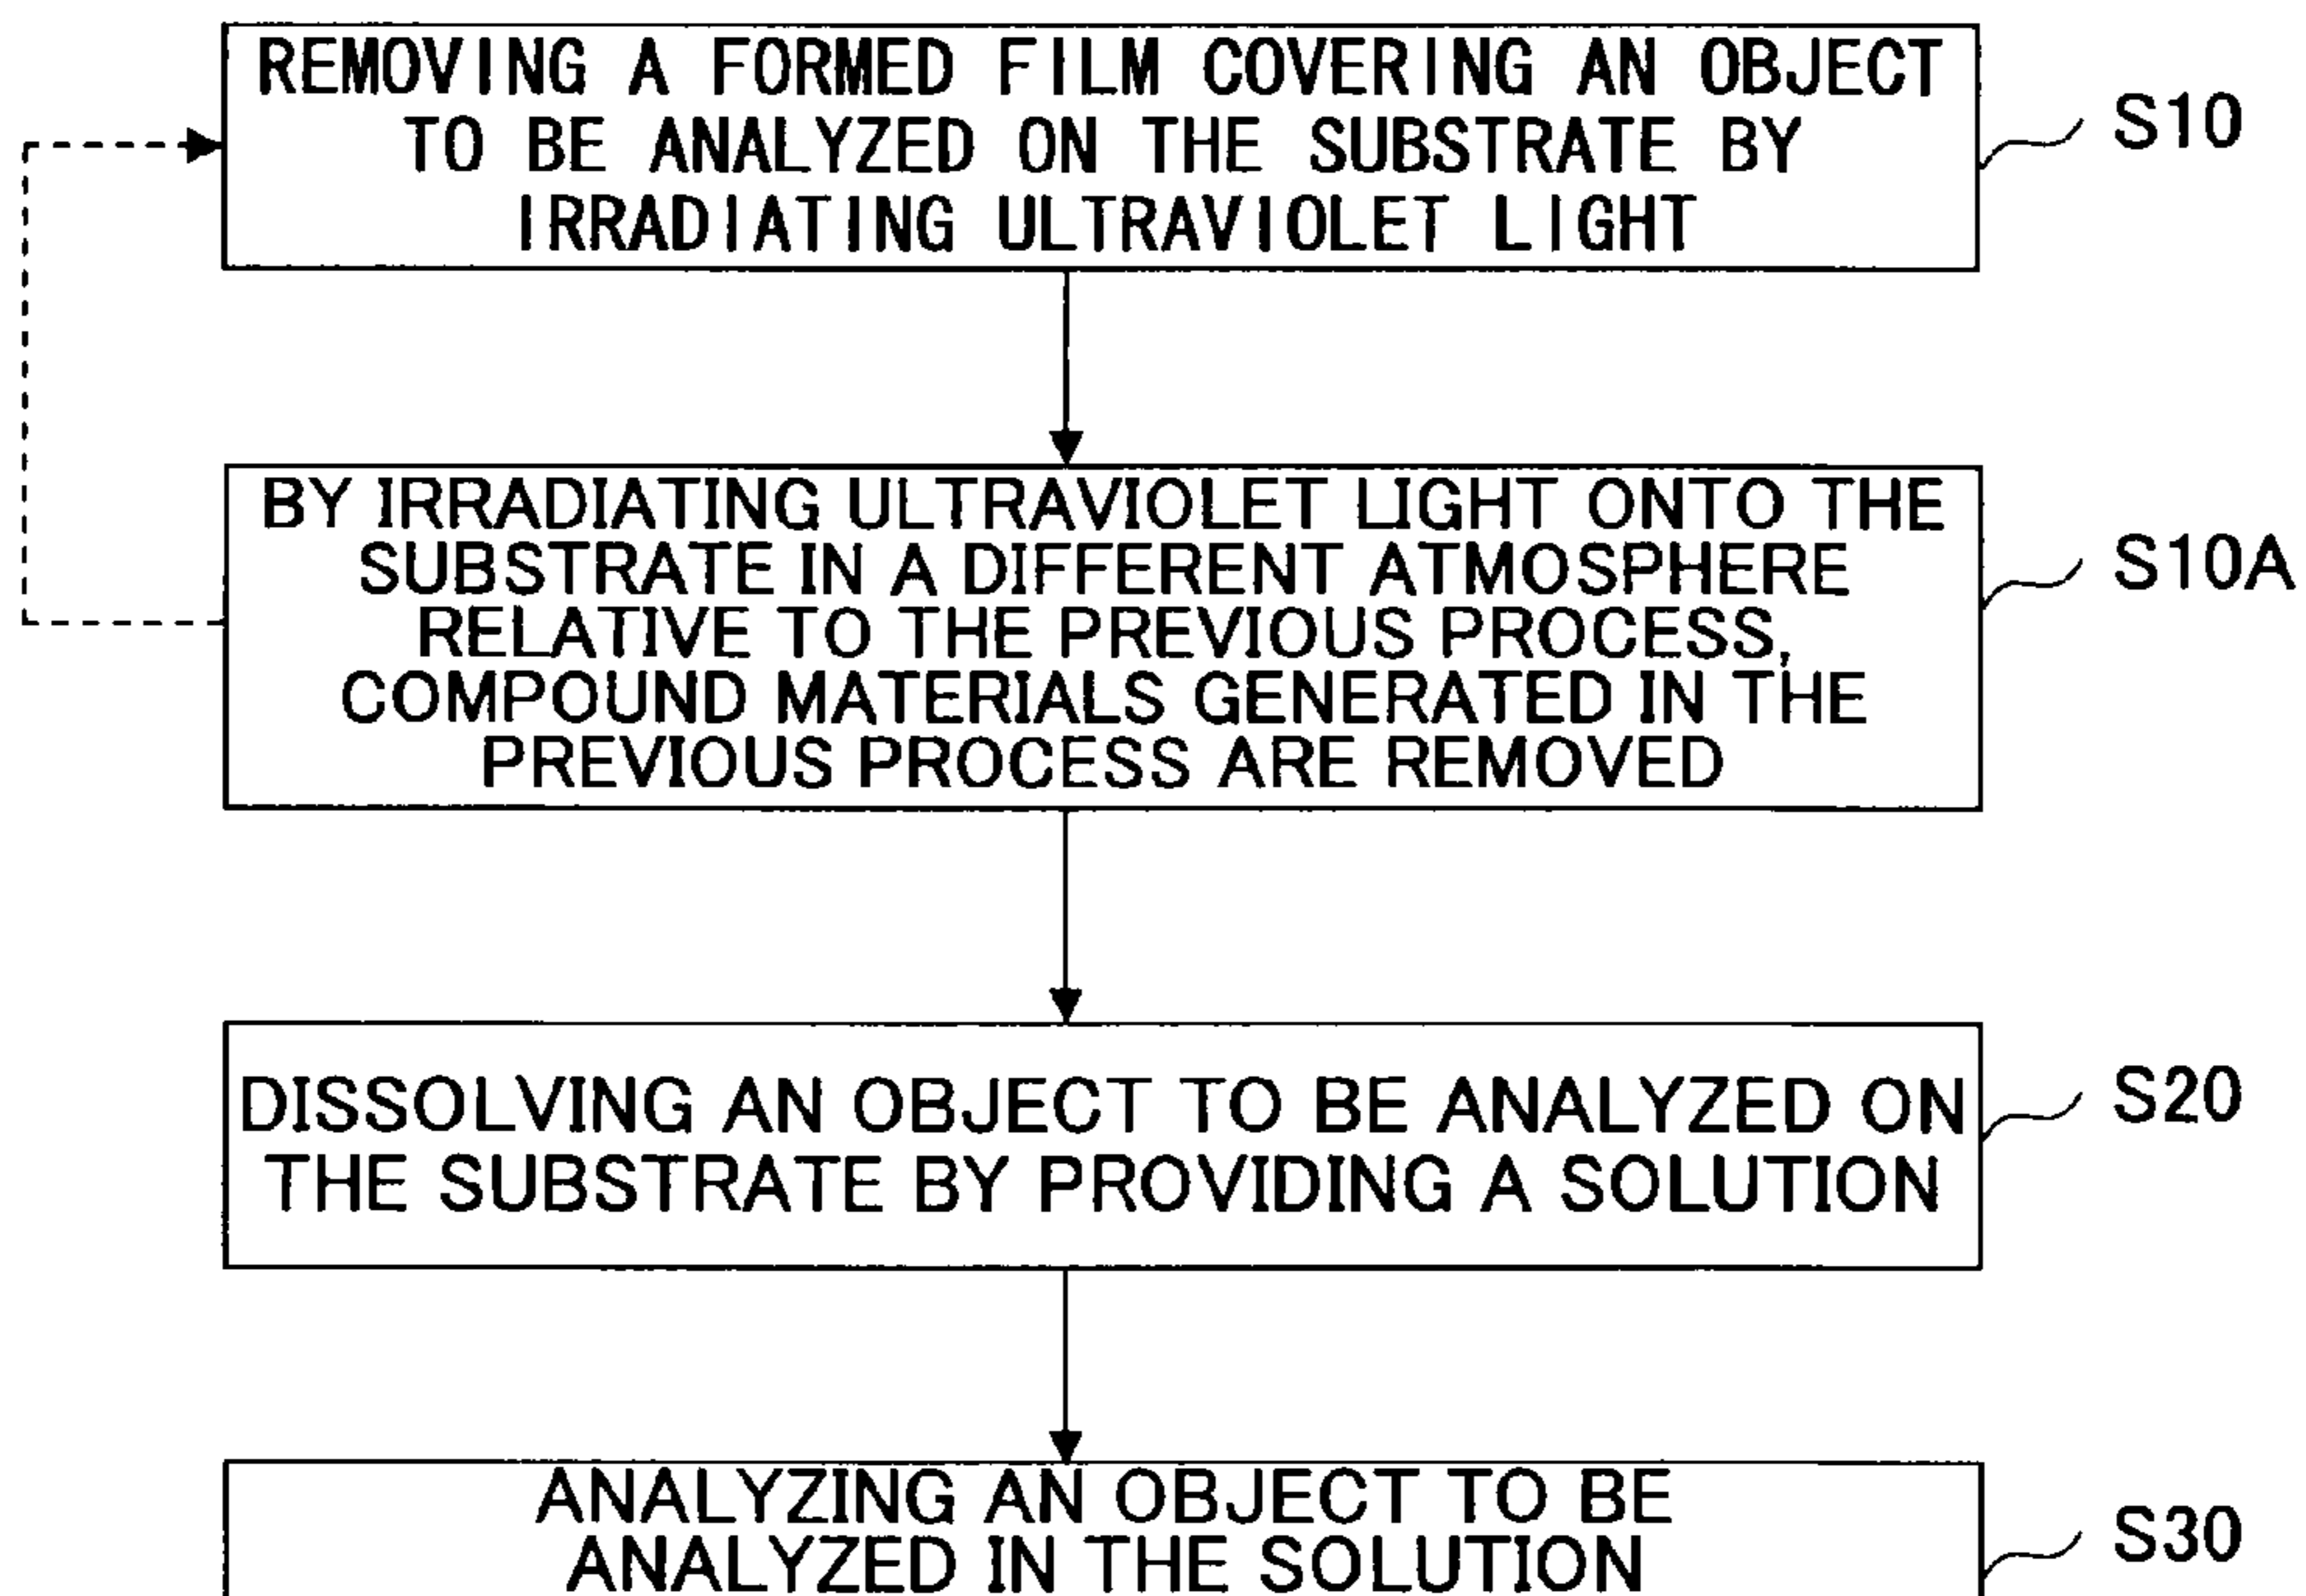 REMOVING A FORMED FILM COVERING AN OBJECT
TO BE ANALYZED ON THE SUBSTRATE BY
IRRADIATING ULTRAVIOLET LIGHT
S10
BY IRRADIATING ULTRAVIOLET LIGHT ONTO THE
SUBSTRATE IN A DIFFERENT ATMOSPHERE
RELATIVE TO THE PREVIOUS PROCESS,
COMPOUND MATERIALS GENERATED IN THE
PREVIOUS PROCESS ARE REMOVED
S10A
DISSOLVING AN OBJECT TO BE ANALYZED ON
THE SUBSTRATE BY PROVIDING A SOLUTION
S20
ANALYZING AN OBJECT TO BE
ANALYZED IN THE SOLUTION
S30